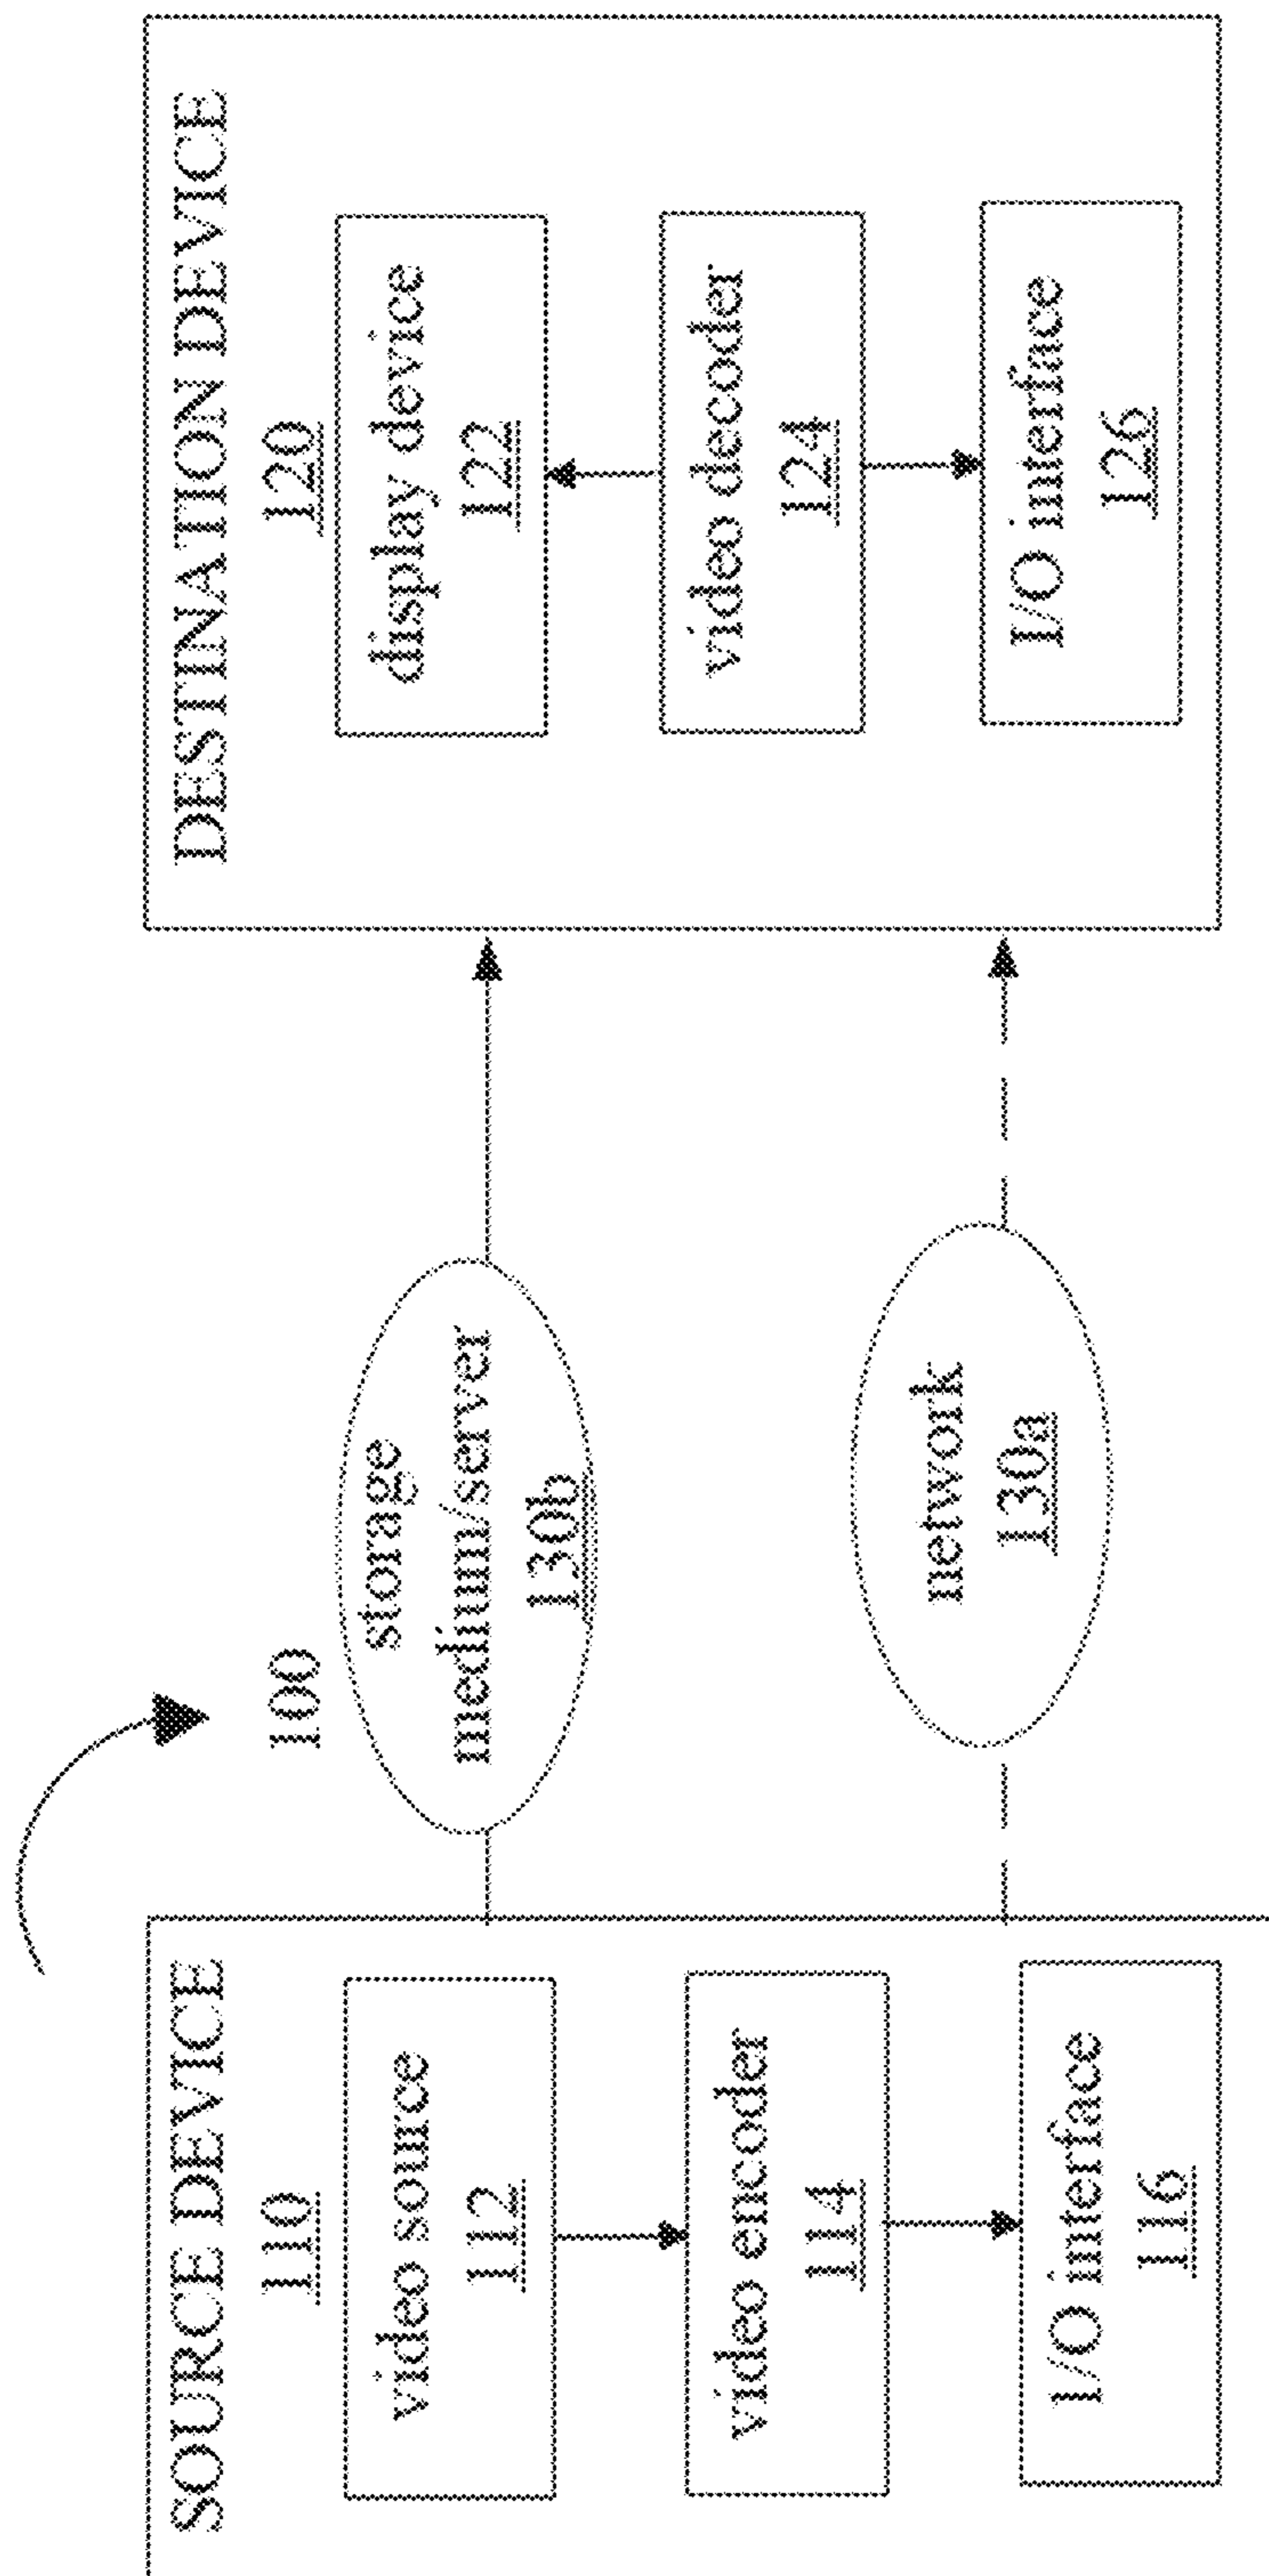 100
SOURCE DEVICE
110
video source
112
video encoder
114
I/O interface
116
storage
medium/server
130b
network
130a
DESTINATION DEVICE
120
display device
122
video decoder
124
I/O interface
126